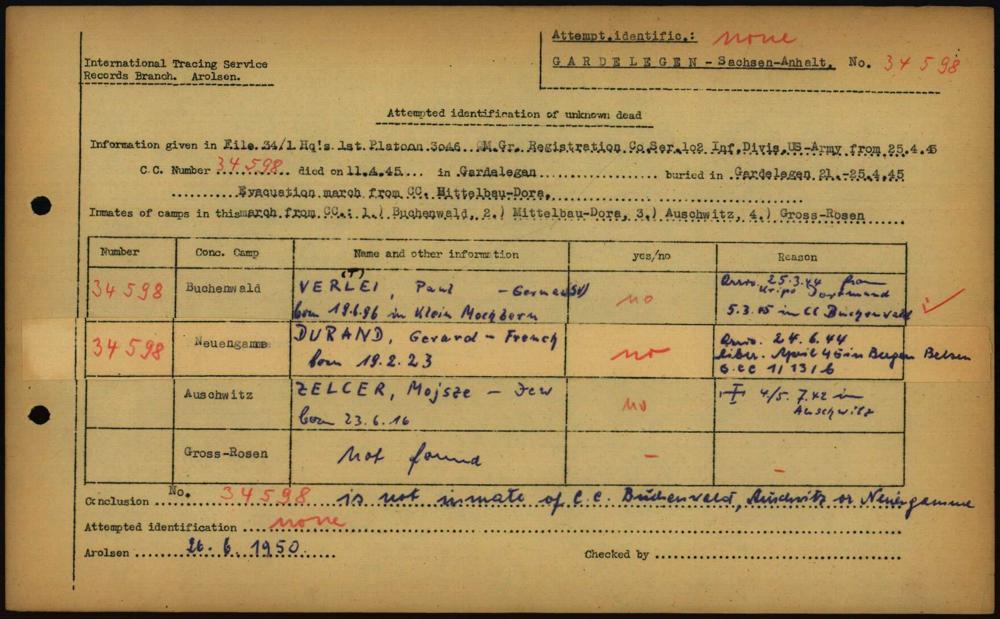 Attempt.identific.: none
International Tracing Service
Records Branch. Arolsen.
GARDELEGEN - Sachsen-Anhalt. No. 34598
Attempted identification of unknown dead
Information given in File 34/1 Hq's 1st Platoon 3046 QM.Gr. Registration Co.Ser.102 Inf.Divis.US-Army from 25.4.45
C.C. Number 34598 died on 11.4.45 in Gardelegen buried in Gardelegen 21.-25.4.45
Evacuation march from CC. Mittelbau-Dora,
Inmates of camps in this march from CC.: 1.) Buchenwald, 2.) Mittelbau-Dora, 3.) Auschwitz, 4.) Gross-Rosen
Number Conc. Camp Name and other information yes/no Reason
34598 Buchenwald VERLEI, (T) Paul - German no
born 19.6.96 in Klein Mochbern
Arriv. 25.3.44 from
Kripo Dortmund
5.3.45 in CC Buchenwald
34598 Neuengamme DURAND, Gerard - French no
born 19.2.23
Arriv. 24.6.44
liber. April 45 in Bergen Belsen
G.CC 1/13/6
Auschwitz ZELCER, Mojsze - Jew no
born 23.6.16
4/5. 7.42 in
Auschwitz
Gross-Rosen Not found - -
Conclusion No. 34598 is not inmate of C.C. Buchenwald, Auschwitz or Neuengamme
Attempted identification none
Arolsen 26.6.1950 Checked by